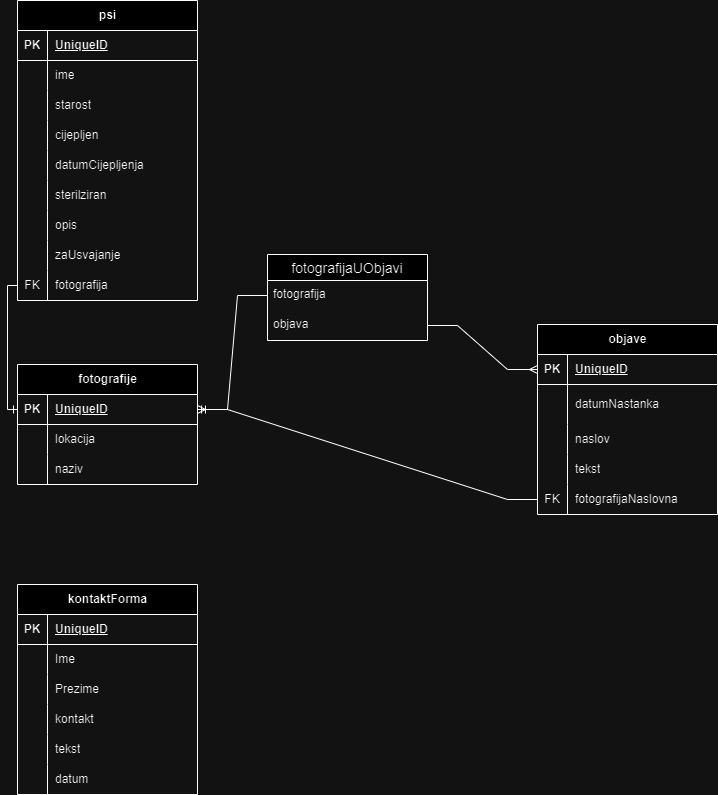 psi
PK UniqueID
ime
starost
cijepljen
datumCijepljenja
sterilziran
opis
zaUsvajanje
FK fotografija
fotografijaUObjavi
fotografija
objava
objave
PK UniqueID
datumNastanka
naslov
tekst
FK fotografijaNaslovna
fotografije
PK UniqueID
lokacija
naziv
kontaktForma
PK UniqueID
Ime
Prezime
kontakt
tekst
datum